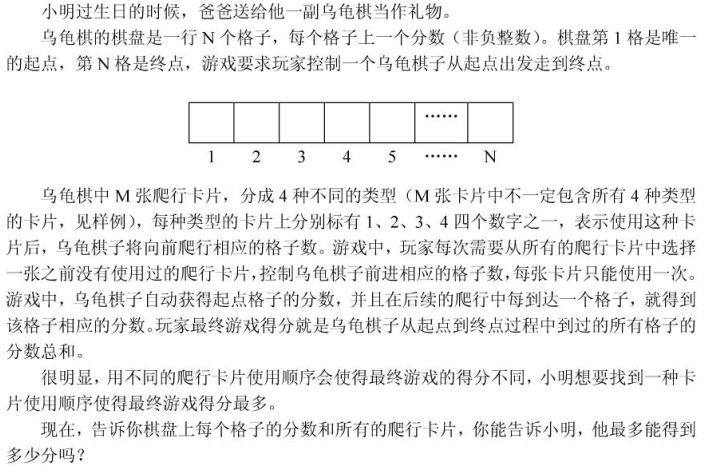 小明过生日的时候，爸爸送给他一副乌龟棋当作礼物。
乌龟棋的棋盘是一行 N 个格子，每个格子上一个分数（非负整数）。棋盘第 1 格是唯一
的起点，第 N 格是终点，游戏要求玩家控制一个乌龟棋子从起点出发走到终点。
……
1 2 3 4 5 …… N
乌龟棋中 M 张爬行卡片，分成 4 种不同的类型（M 张卡片中不一定包含所有 4 种类型
的卡片，见样例），每种类型的卡片上分别标有 1、2、3、4 四个数字之一，表示使用这种卡
片后，乌龟棋子将向前爬行相应的格子数。游戏中，玩家每次需要从所有的爬行卡片中选择
一张之前没有使用过的爬行卡片，控制乌龟棋子前进相应的格子数，每张卡片只能使用一次。
游戏中，乌龟棋子自动获得起点格子的分数，并且在后续的爬行中每到达一个格子，就得到
该格子相应的分数。玩家最终游戏得分就是乌龟棋子从起点到终点过程中到过的所有格子的
分数总和。
很明显，用不同的爬行卡片使用顺序会使得最终游戏的得分不同，小明想要找到一种卡
片使用顺序使得最终游戏得分最多。
现在，告诉你棋盘上每个格子的分数和所有的爬行卡片，你能告诉小明，他最多能得到
多少分吗？